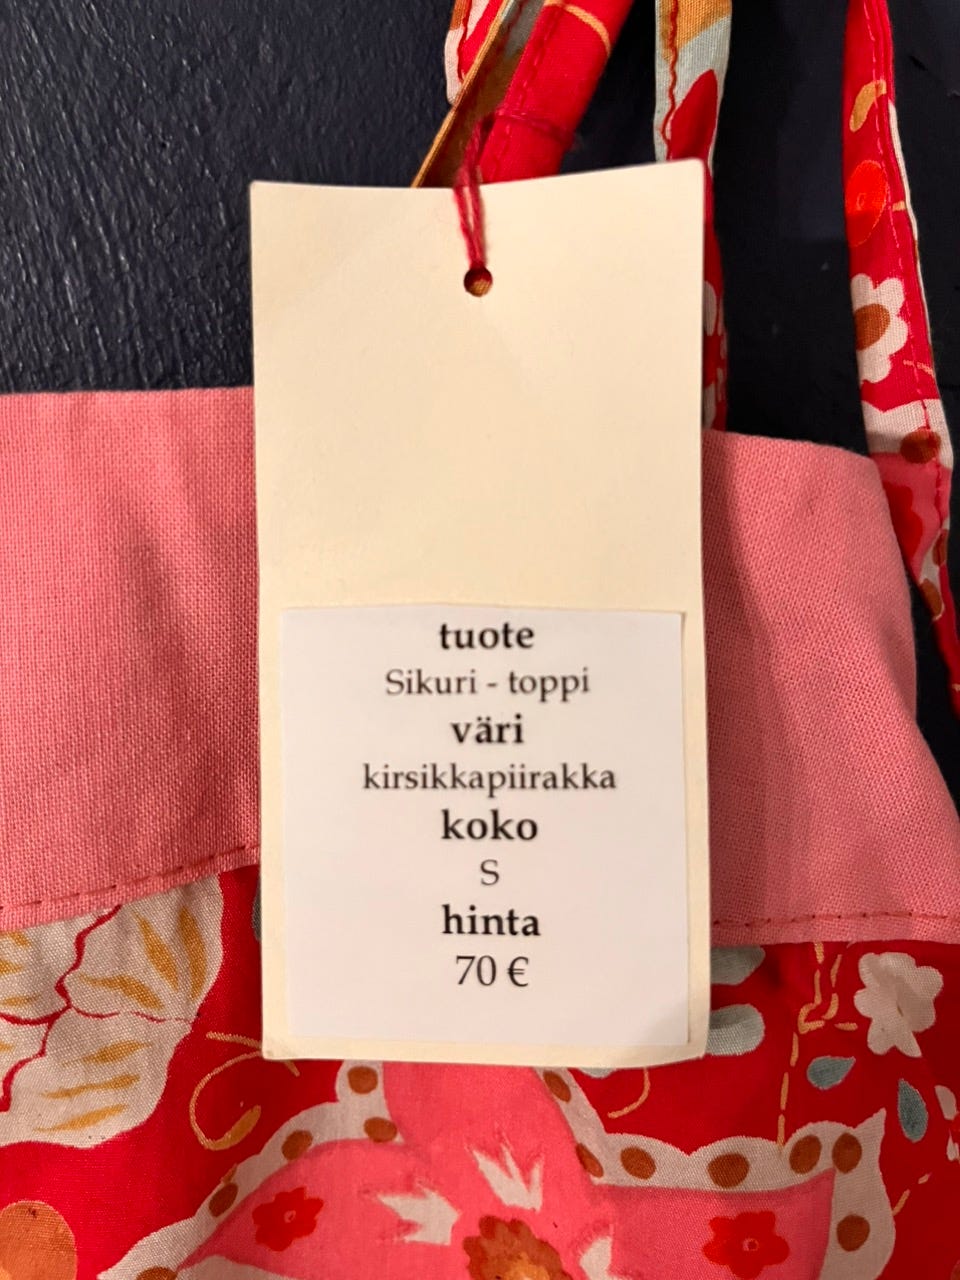 tuote
Sikuri - toppi
väri
kirsikkapiirakka
koko
S
hinta
70 €